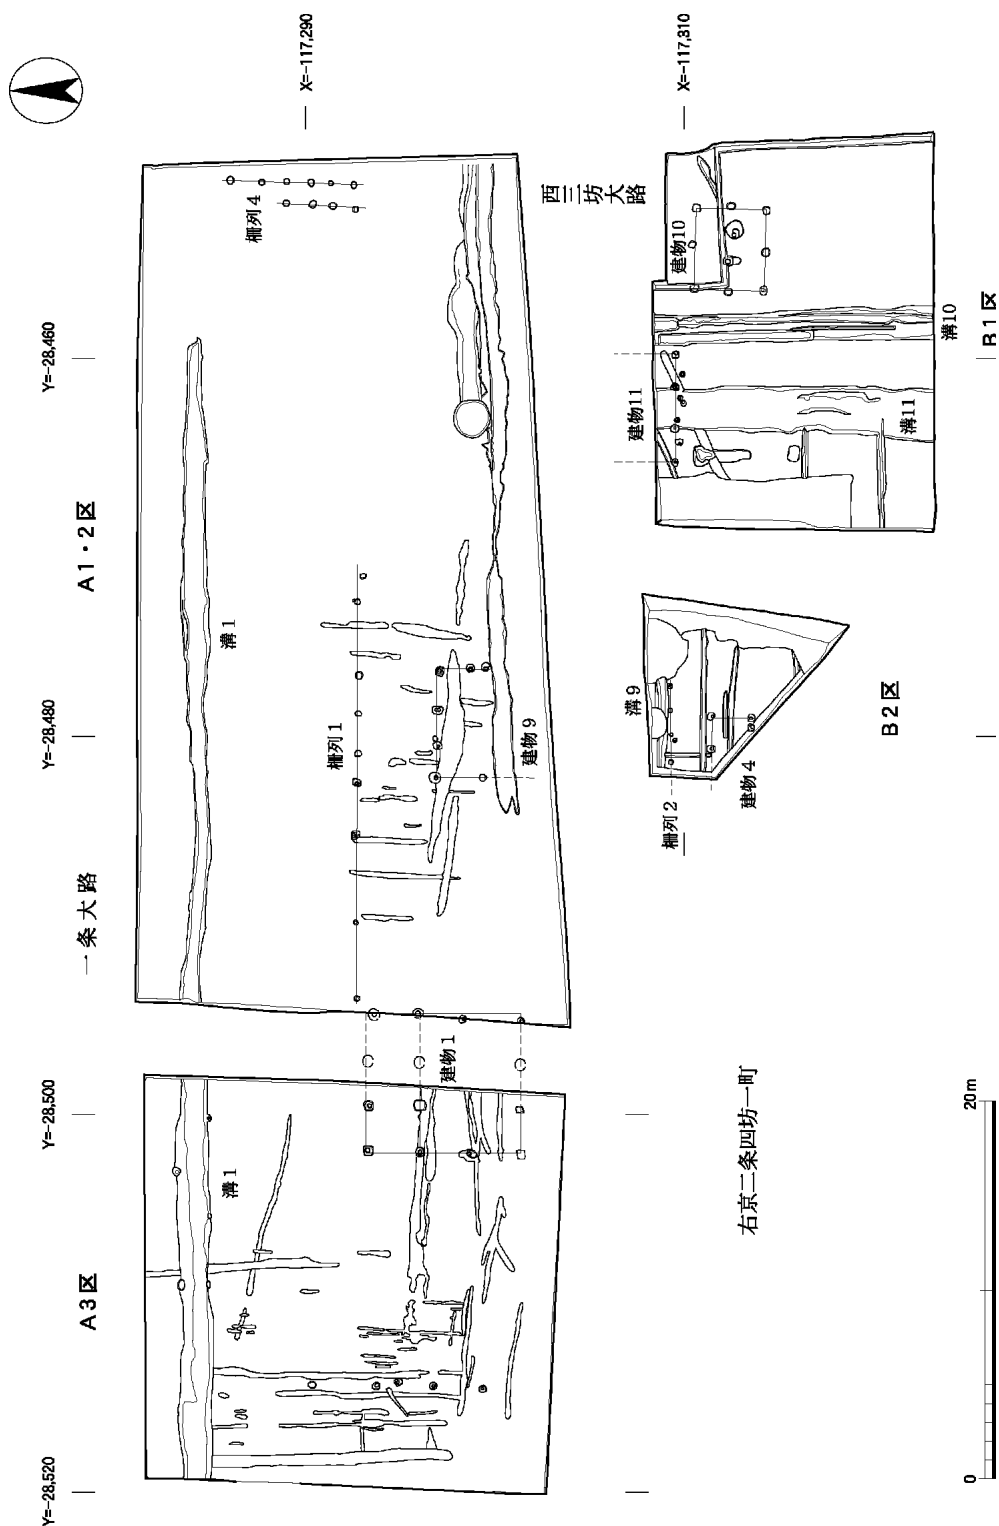 Y=-28,520
Y=-28,500
Y=-28,480
Y=-28,460
A3区
一条大路
A1・2区
溝1
溝1
柵列4
X=-117,290
柵列1
建物1
建物9
西三坊大路
X=-117,310
溝9
建物11
建物10
柵列2
建物4
右京二条四坊一町
B2区
溝11
溝10
B1区
0
20m